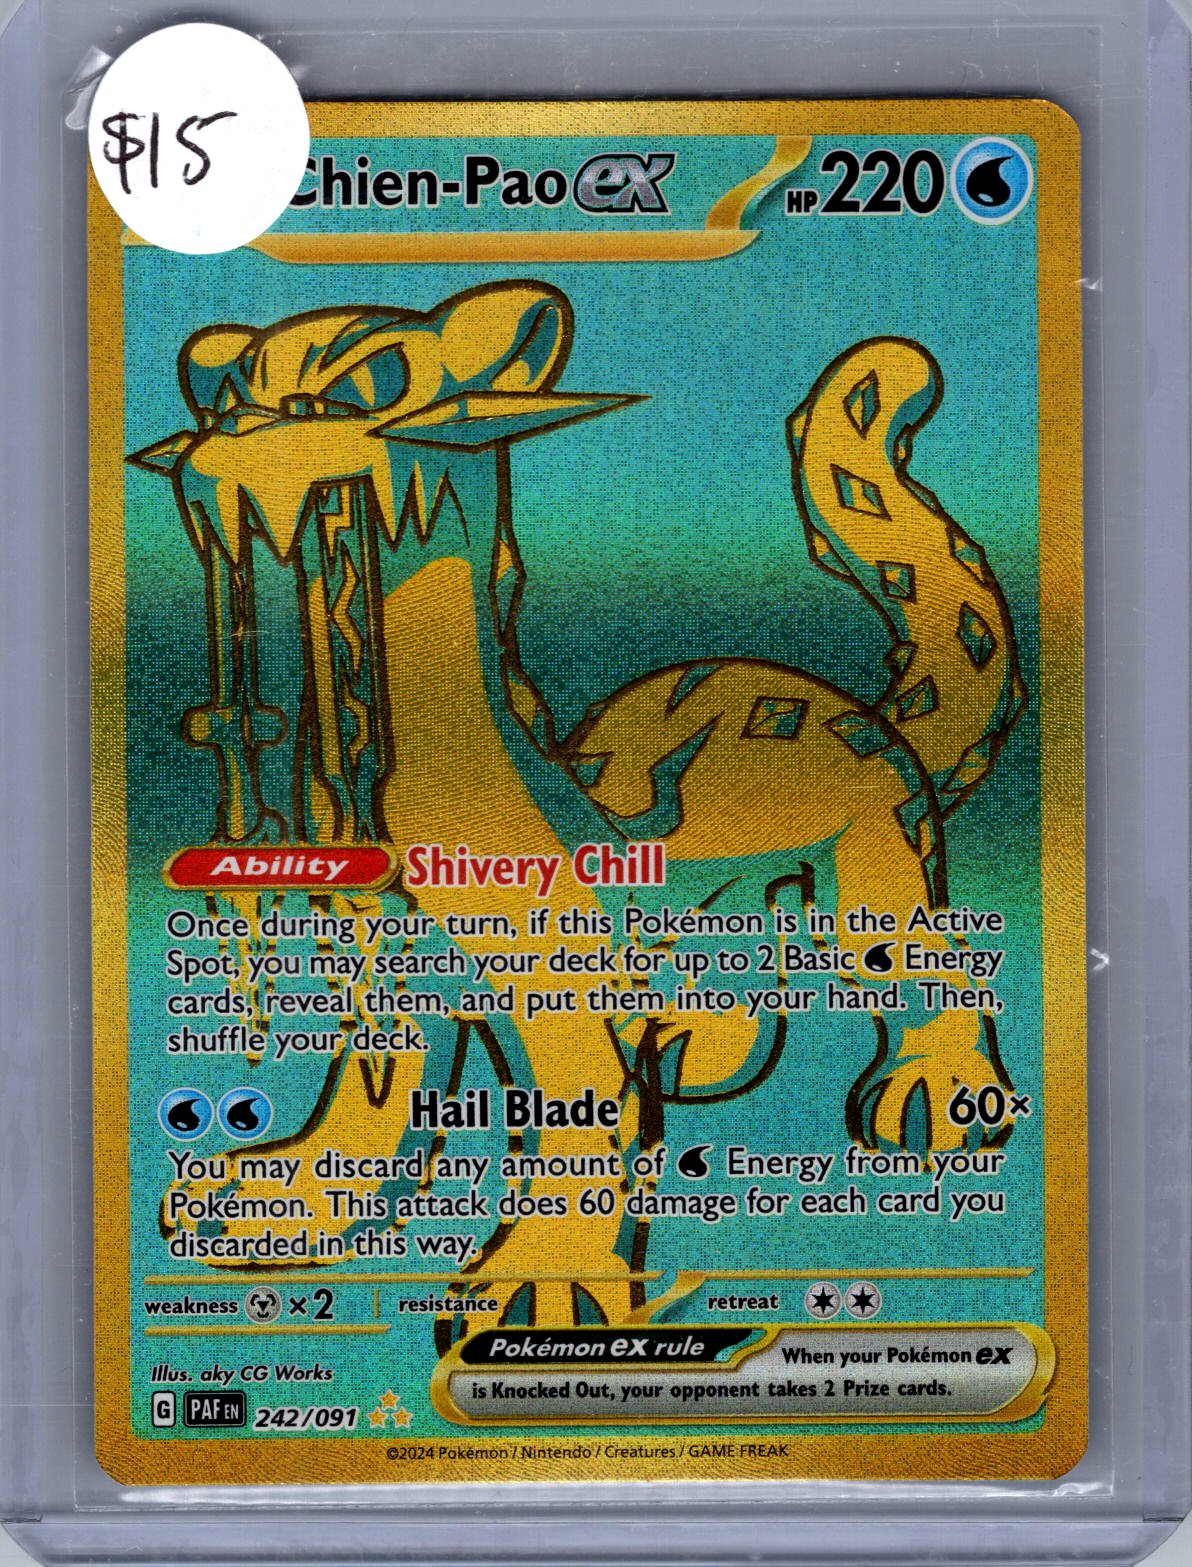 $15
Chien-Pao ex HP 220
Ability Shivery Chill
Once during your turn, if this Pokémon is in the Active
Spot, you may search your deck for up to 2 Basic Energy
cards, reveal them, and put them into your hand. Then,
shuffle your deck.
Hail Blade 60×
You may discard any amount of Energy from your
Pokémon. This attack does 60 damage for each card you
discarded in this way.
weakness ×2 resistance retreat
Pokémon ex rule When your Pokémon ex
is Knocked Out, your opponent takes 2 Prize cards.
Illus. aky CG Works
G PAF EN 242/091
©2024 Pokémon / Nintendo / Creatures / GAME FREAK